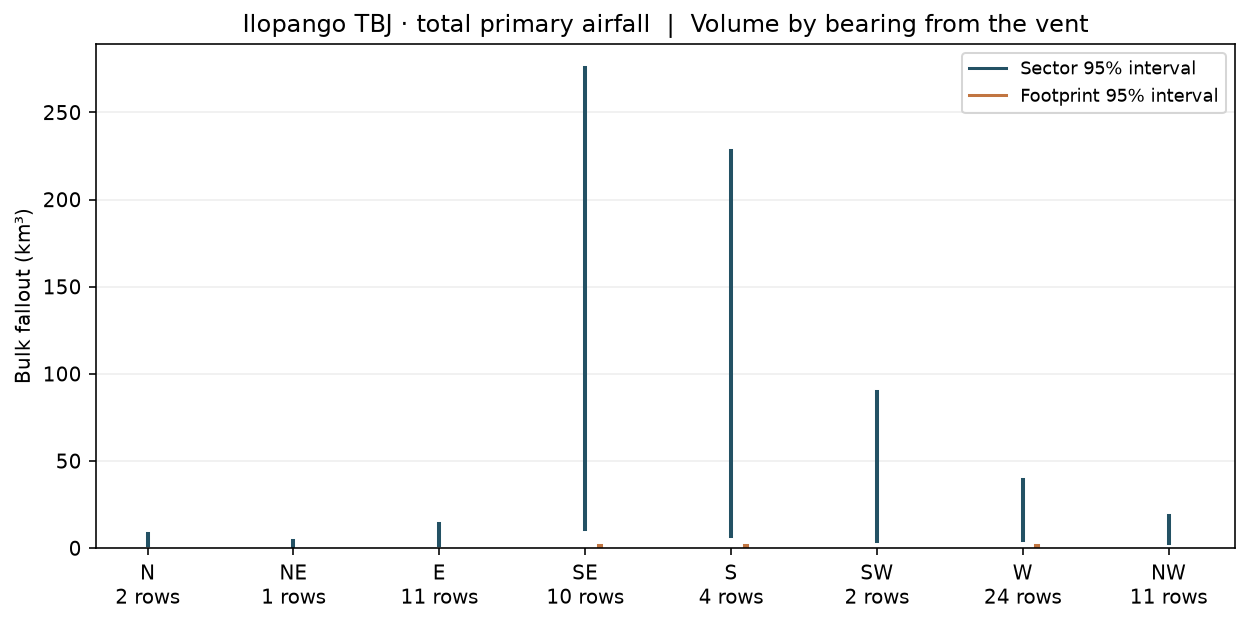 Ilopango TBJ · total primary airfall | Volume by bearing from the vent
Sector 95% interval
Footprint 95% interval
Bulk fallout (km³)
250
200
150
100
50
0
N NE E SE S SW W NW
2 rows 1 rows 11 rows 10 rows 4 rows 2 rows 24 rows 11 rows